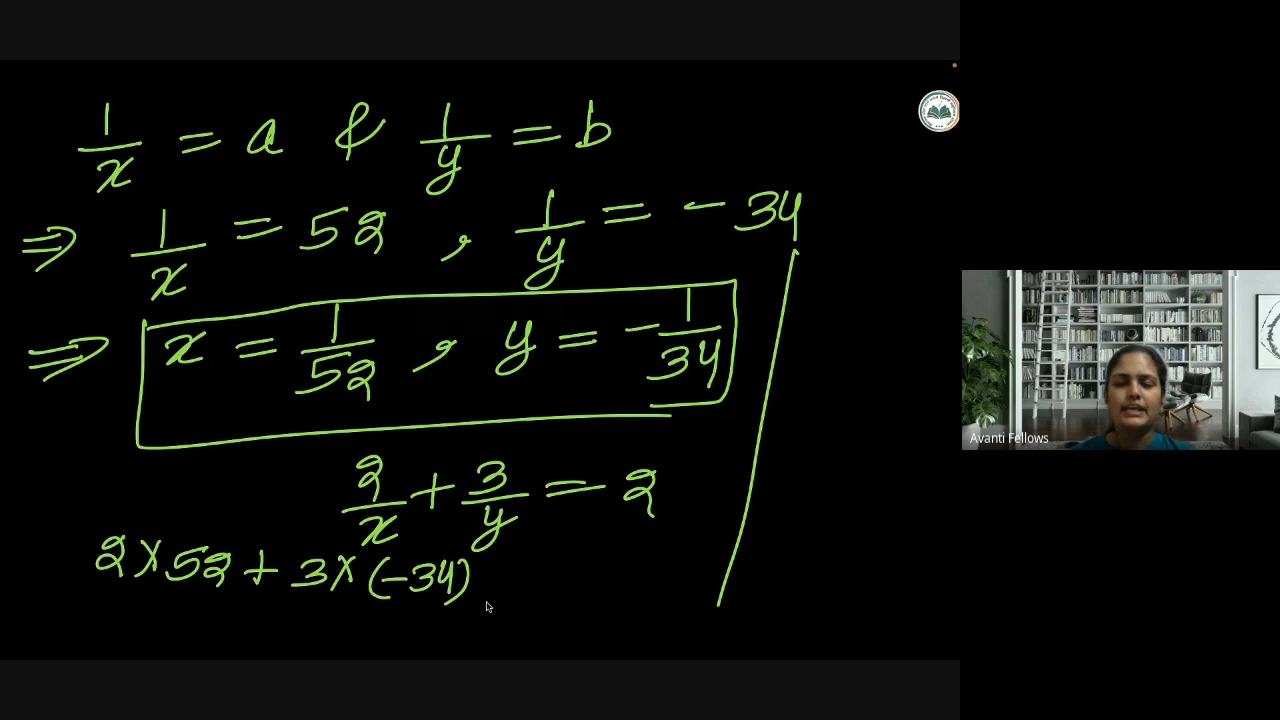 1/x = a & 1/y = b
⇒ 1/x = 52 , 1/y = - 34
⇒ x = 1/52 , y = - 1/34
2/x + 3/y = 2
2×52 + 3×(-34)
Avanti Fellows